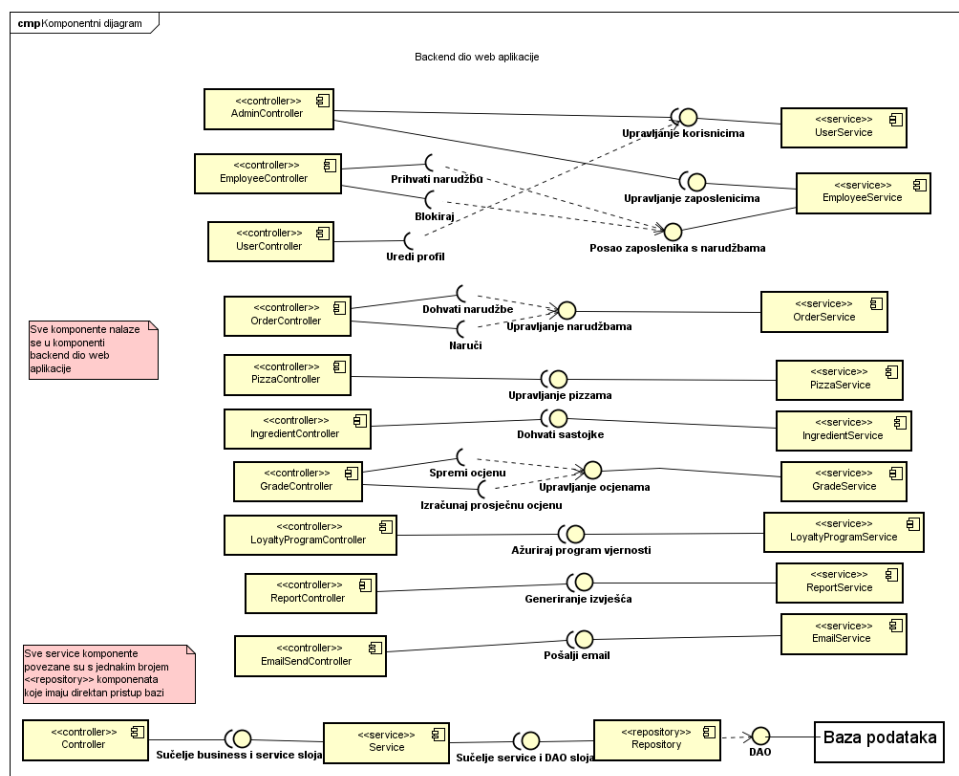 cmp Komponentni dijagram
Backend dio web aplikacije
<<controller>>
AdminController
Upravljanje korisnicima
<<service>>
UserService
<<controller>>
EmployeeController
Prihvati narudžbu
Blokiraj
Upravljanje zaposlenicima
<<service>>
EmployeeService
<<controller>>
UserController
Uredi profil
Posao zaposlenika s narudžbama
<<controller>>
OrderController
Dohvati narudžbe
Naruči
Upravljanje narudžbama
<<service>>
OrderService
Sve komponente nalaze
se u komponenti
backend dio web
aplikacije
<<controller>>
PizzaController
Upravljanje pizzama
<<service>>
PizzaService
<<controller>>
IngredientController
Dohvati sastojke
<<service>>
IngredientService
<<controller>>
GradeController
Spremi ocjenu
Izračunaj prosječnu ocjenu
Upravljanje ocjenama
<<service>>
GradeService
<<controller>>
LoyaltyProgramController
Ažuriraj program vjernosti
<<service>>
LoyaltyProgramService
<<controller>>
ReportController
Generiranje izvješća
<<service>>
ReportService
<<controller>>
EmailSendController
Pošalji email
<<service>>
EmailService
Sve service komponente
povezane su s jednakim brojem
<<repository>> komponenata
koje imaju direktan pristup bazi
<<controller>>
Controller
Sučelje business i service sloja
<<service>>
Service
Sučelje service i DAO sloja
<<repository>>
Repository
DAO
Baza podataka